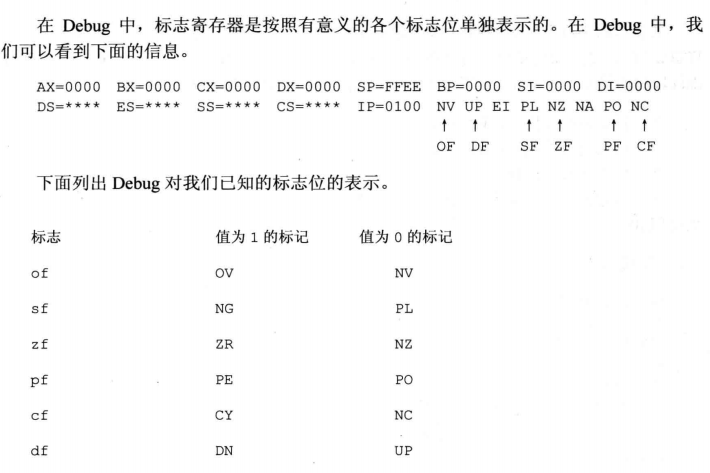 在 Debug 中，标志寄存器是按照有意义的各个标志位单独表示的。在 Debug 中，我
们可以看到下面的信息。
AX=0000 BX=0000 CX=0000 DX=0000 SP=FFEE BP=0000 SI=0000 DI=0000
DS=**** ES=**** SS=**** CS=**** IP=0100 NV UP EI PL NZ NA PO NC
↑ ↑ ↑ ↑ ↑ ↑
OF DF SF ZF PF CF
下面列出 Debug 对我们已知的标志位的表示。
标志 值为 1 的标记 值为 0 的标记
of OV NV
sf NG PL
zf ZR NZ
pf PE PO
cf CY NC
df DN UP